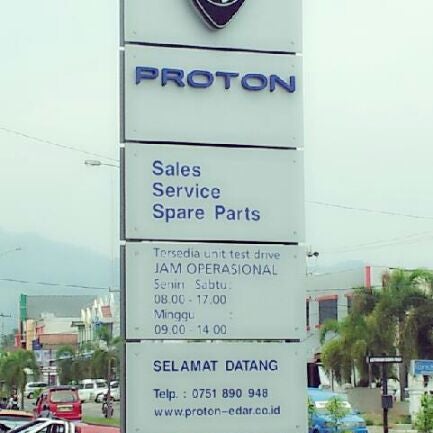 PROTON
Sales
Service
Spare Parts
Tersedia unit test drive
JAM OPERASIONAL
Senin Sabtu:
08.00 - 17.00
Minggu :
09.00 - 14 00
SELAMAT DATANG
Telp. : 0751 890 948
www.proton-edar.co.id